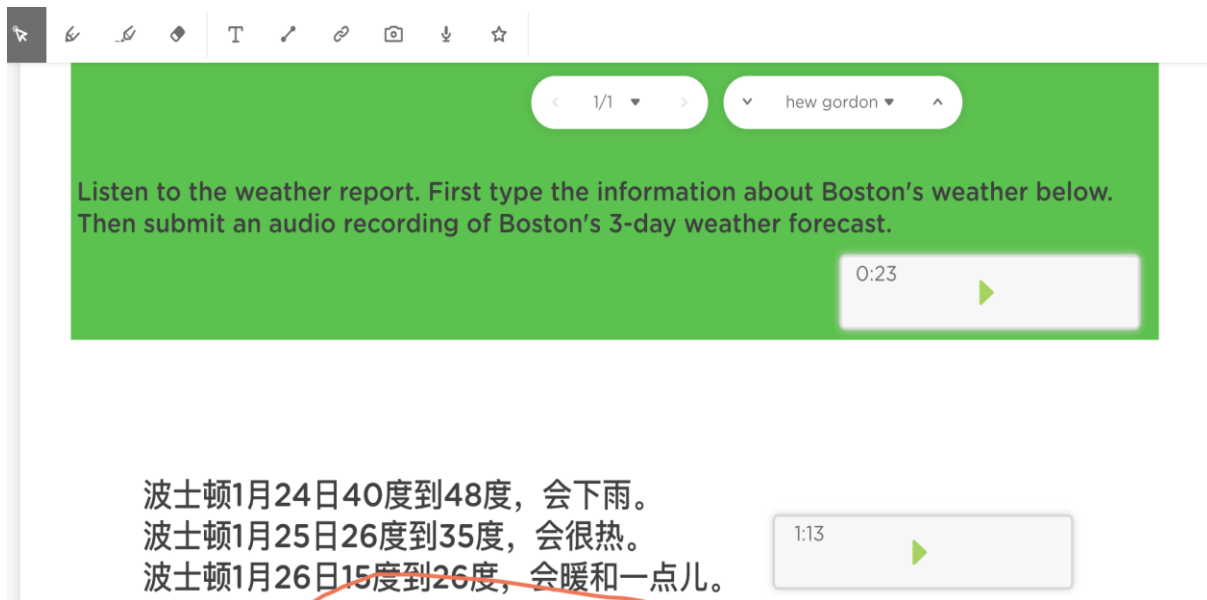 T
1/1
hew gordon
Listen to the weather report. First type the information about Boston's weather below.
Then submit an audio recording of Boston's 3-day weather forecast.
0:23
波士顿1月24日40度到48度，会下雨。
波士顿1月25日26度到35度，会很热。
1:13
波士顿1月26日15度到26度，会暖和一点儿。